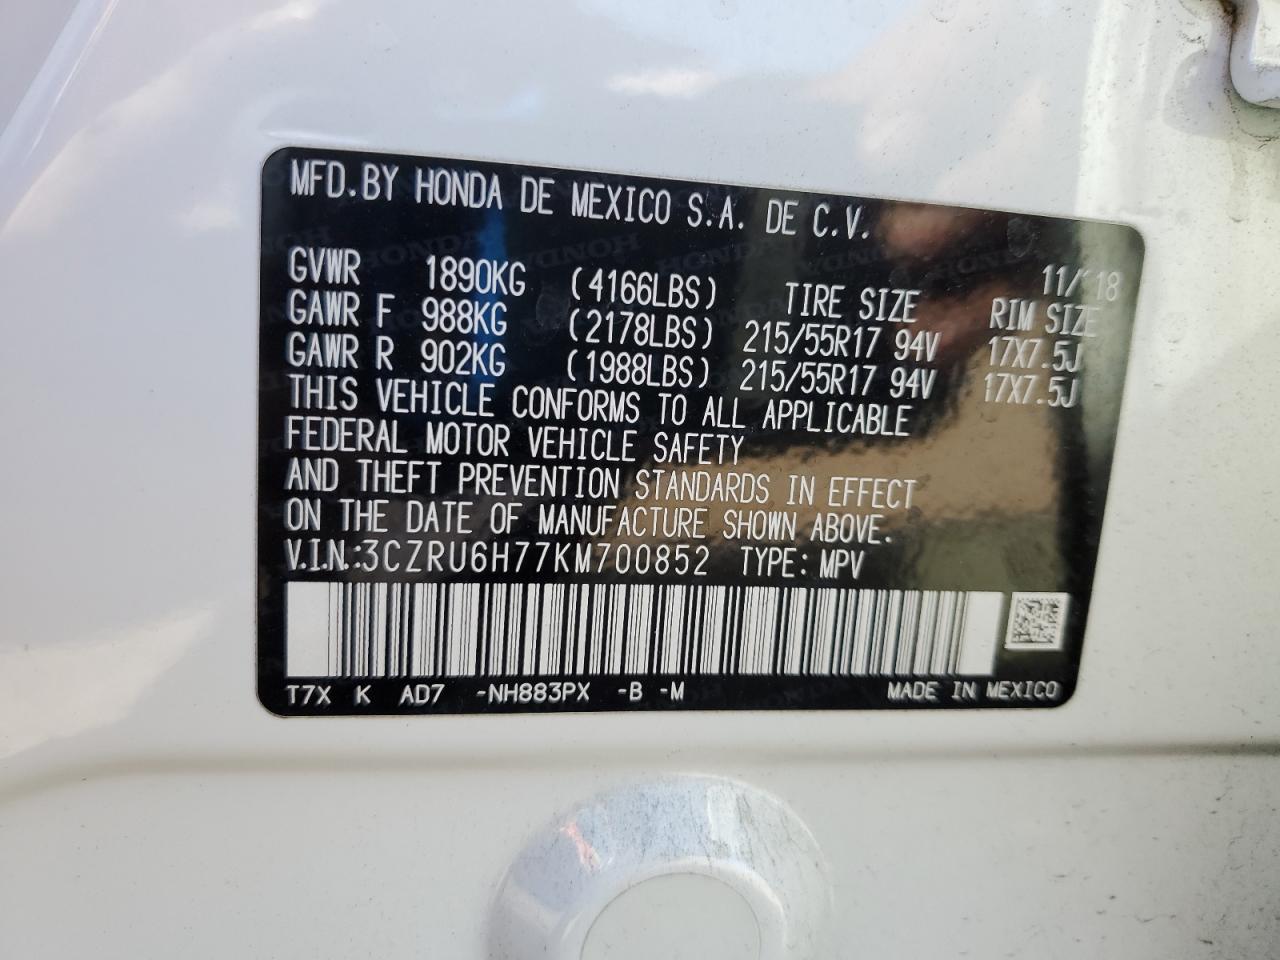 MFD.BY HONDA DE MEXICO S.A. DE C.V.
11/'18
GVWR 1890KG (4166LBS) TIRE SIZE RIM SIZE
GAWR F 988KG (2178LBS) 215/55R17 94V 17X7.5J
GAWR R 902KG (1988LBS) 215/55R17 94V 17X7.5J
THIS VEHICLE CONFORMS TO ALL APPLICABLE
FEDERAL MOTOR VEHICLE SAFETY
AND THEFT PREVENTION STANDARDS IN EFFECT
ON THE DATE OF MANUFACTURE SHOWN ABOVE.
V.I.N.:3CZRU6H77KM700852 TYPE: MPV
T7X K AD7 -NH883PX -B -M MADE IN MEXICO